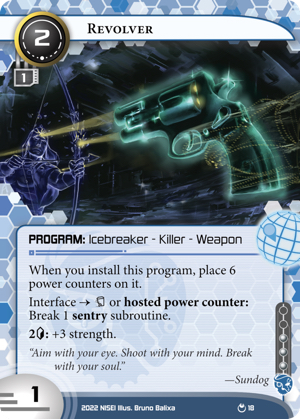 Revolver
2
1
PROGRAM: Icebreaker - Killer - Weapon
When you install this program, place 6
power counters on it.
Interface → or hosted power counter:
Break 1 sentry subroutine.
2: +3 strength.
"Aim with your eye. Shoot with your mind. Break
with your soul."
—Sundog
1
2022 NISEI Illus. Bruno Balixa
18